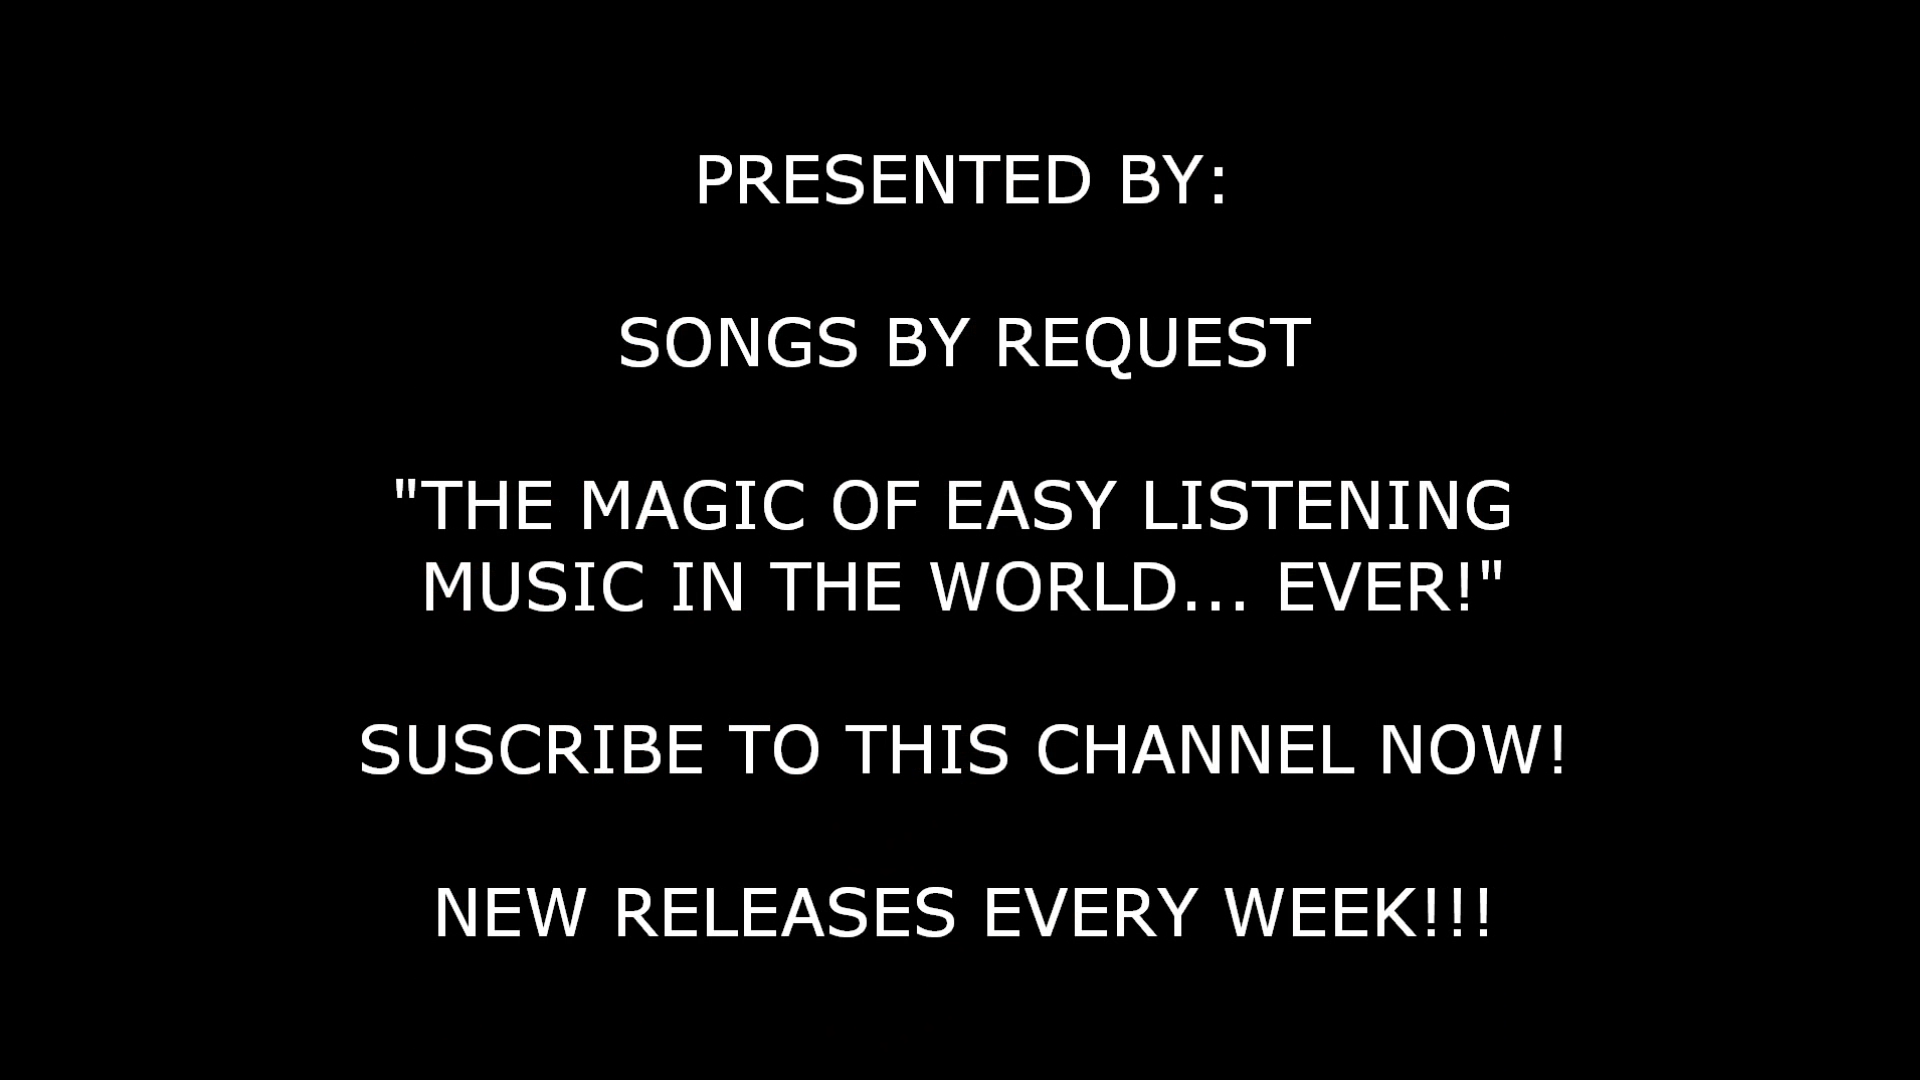 PRESENTED BY:
SONGS BY REQUEST
"THE MAGIC OF EASY LISTENING
MUSIC IN THE WORLD... EVER!"
SUSCRIBE TO THIS CHANNEL NOW!
NEW RELEASES EVERY WEEK!!!